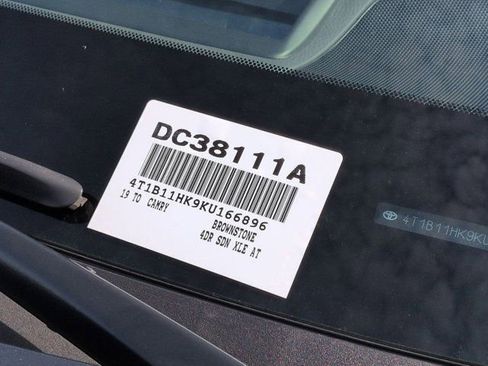 DC38111A
4T1B11HK9KU166896
19 TO CAMRY
BROWNSTONE
4DR SDN XLE AT
4T1B11HK9KU